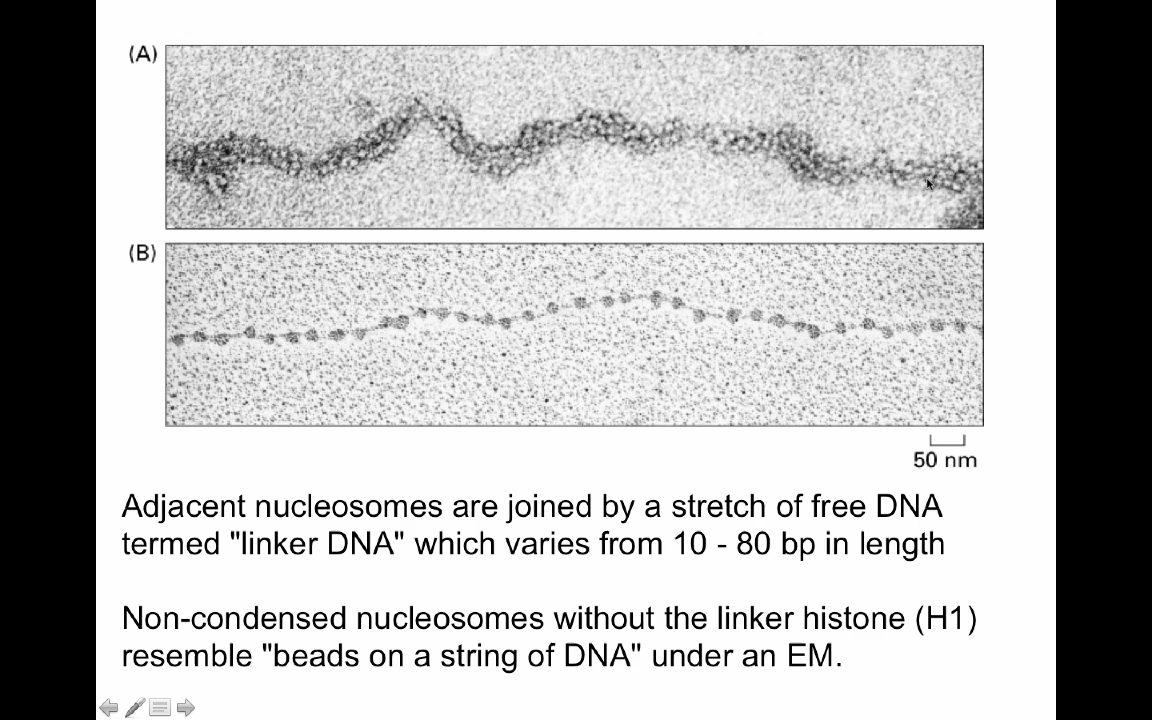 (A)
(B)
50 nm
Adjacent nucleosomes are joined by a stretch of free DNA
termed "linker DNA" which varies from 10 - 80 bp in length
Non-condensed nucleosomes without the linker histone (H1)
resemble "beads on a string of DNA" under an EM.